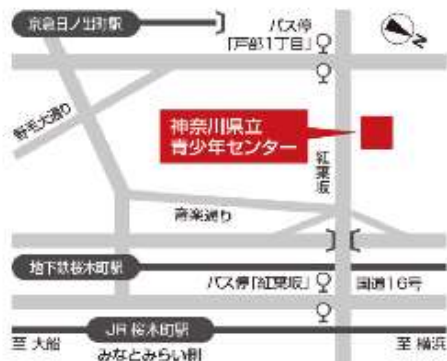 京急日ノ出町駅
バス停
「戸部1丁目」
N
野毛大通り
神奈川県立
青少年センター
紅葉坂
音楽通り
地下鉄桜木町駅
バス停「紅葉坂」
国道16号
JR 桜木町駅
至 大船
みなとみらい側
至 横浜